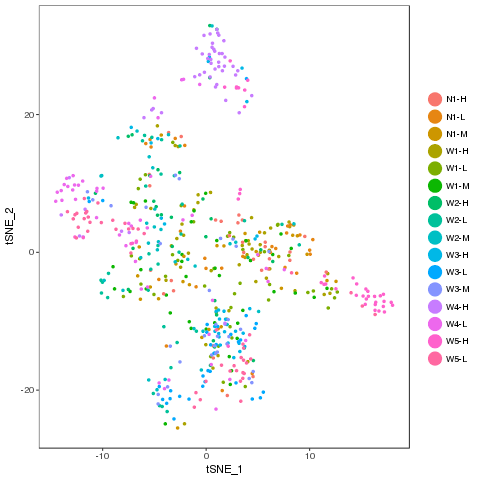 20
0
-20
-10
0
10
tSNE_1
tSNE_2
N1-H
N1-L
N1-M
W1-H
W1-L
W1-M
W2-H
W2-L
W2-M
W3-H
W3-L
W3-M
W4-H
W4-L
W5-H
W5-L